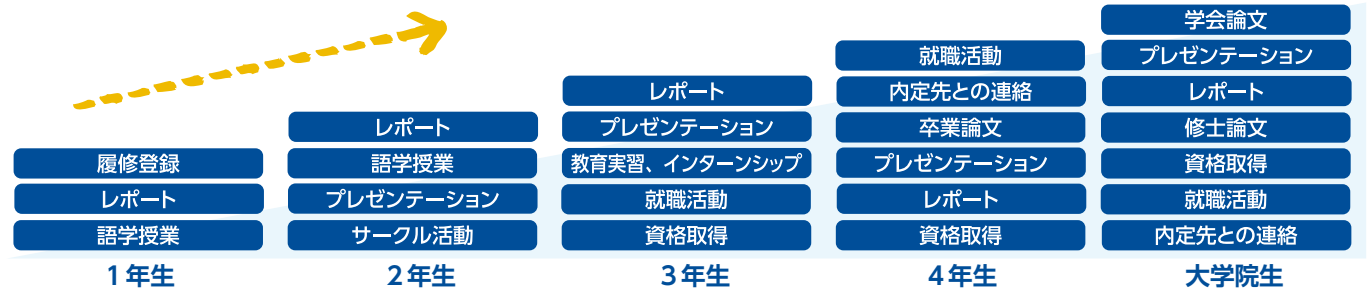 履修登録
レポート
語学授業
1年生
レポート
語学授業
プレゼンテーション
サークル活動
2年生
レポート
プレゼンテーション
教育実習、インターンシップ
就職活動
資格取得
3年生
就職活動
内定先との連絡
卒業論文
プレゼンテーション
レポート
資格取得
4年生
学会論文
プレゼンテーション
レポート
修士論文
資格取得
就職活動
内定先との連絡
大学院生